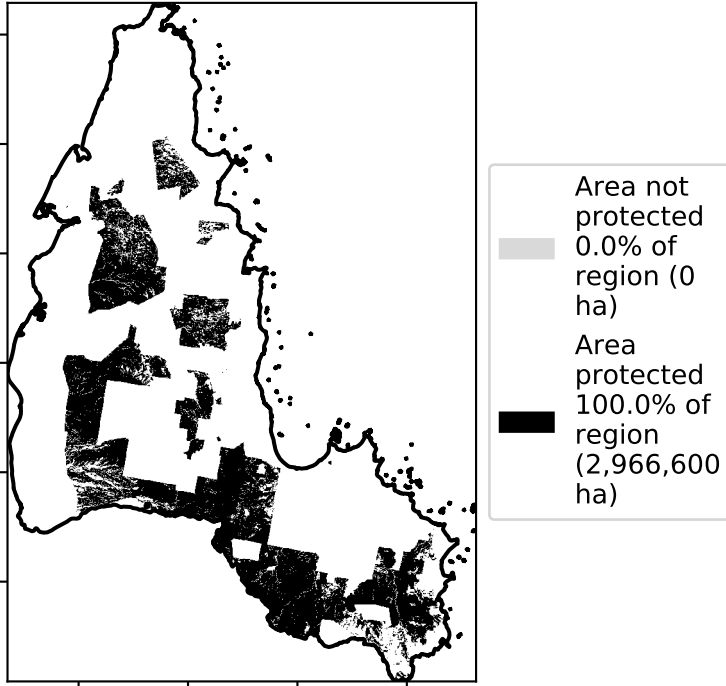 Area not
protected
0.0% of
region (0
ha)
Area
protected
100.0% of
region
(2,966,600
ha)